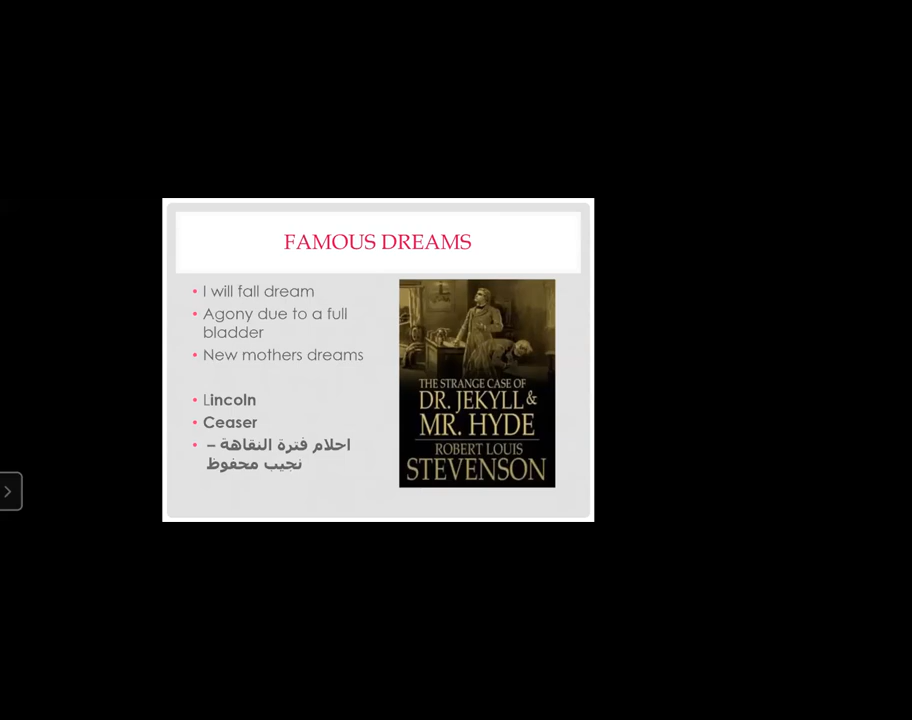 FAMOUS DREAMS
• I will fall dream
• Agony due to a full
bladder
• New mothers dreams
• Lincoln
• Ceaser
• احلام فترة النقاهة –
نجيب محفوظ
THE STRANGE CASE OF
DR. JEKYLL &
MR. HYDE
ROBERT LOUIS
STEVENSON